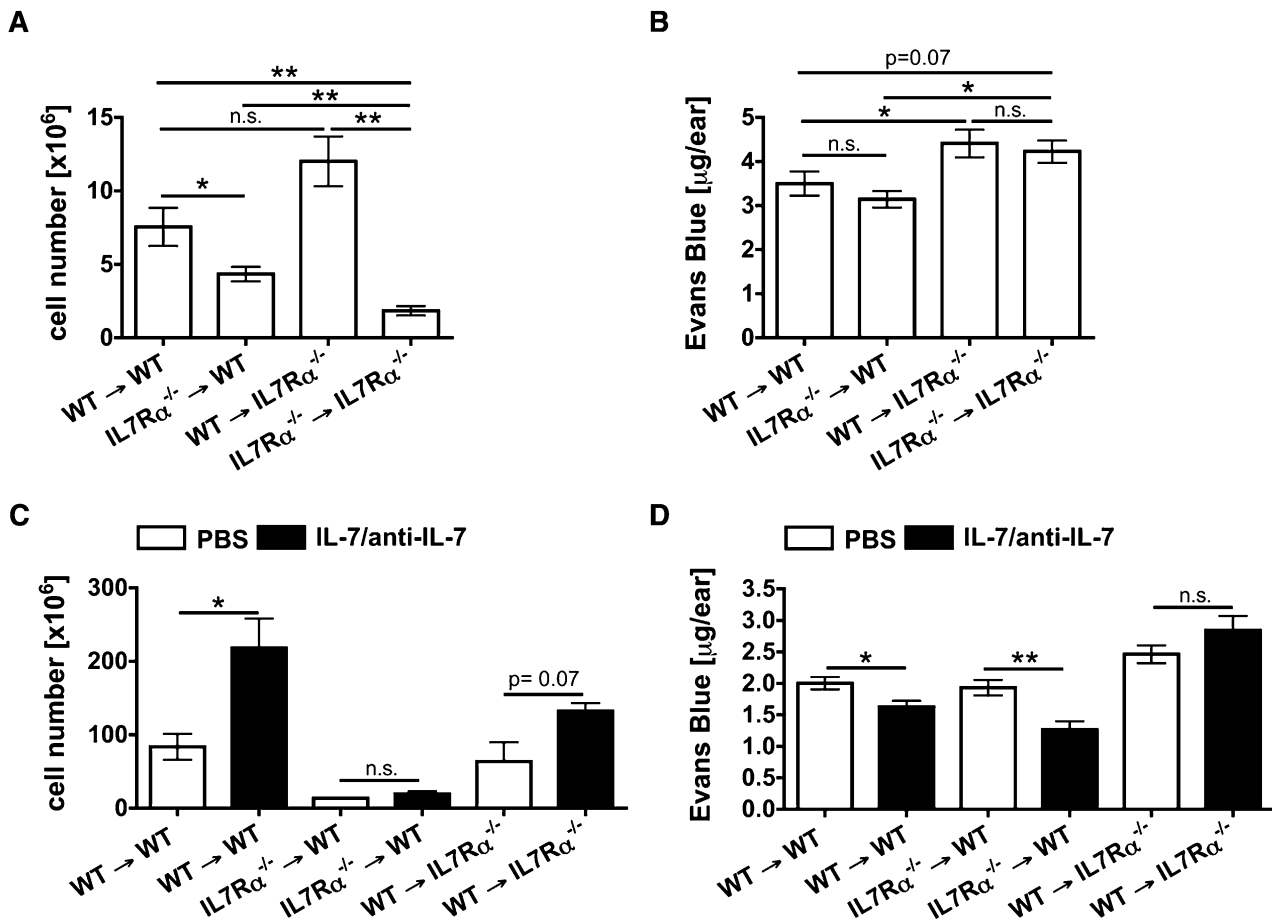 A
**
**
n.s.
**
*
cell number [x10⁶]
15
10
5
0
WT → WT
IL7Rα⁻/⁻ → WT
WT → IL7Rα⁻/⁻
IL7Rα⁻/⁻ → IL7Rα⁻/⁻
B
p=0.07
*
*
n.s.
n.s.
Evans Blue [µg/ear]
5
4
3
2
1
0
WT → WT
IL7Rα⁻/⁻ → WT
WT → IL7Rα⁻/⁻
IL7Rα⁻/⁻ → IL7Rα⁻/⁻
C
PBS IL-7/anti-IL-7
cell number [x10⁶]
300
200
100
0
*
n.s.
p= 0.07
WT → WT
WT → WT
IL7Rα⁻/⁻ → WT
IL7Rα⁻/⁻ → WT
WT → IL7Rα⁻/⁻
WT → IL7Rα⁻/⁻
D
PBS IL-7/anti-IL-7
Evans Blue [µg/ear]
3.5
3.0
2.5
2.0
1.5
1.0
0.5
0.0
*
**
n.s.
WT → WT
WT → WT
IL7Rα⁻/⁻ → WT
IL7Rα⁻/⁻ → WT
WT → IL7Rα⁻/⁻
WT → IL7Rα⁻/⁻